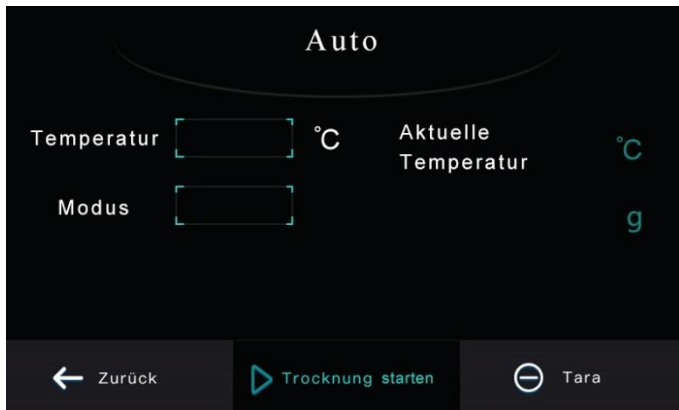 Auto
Temperatur °C
Aktuelle
Temperatur
°C
Modus
g
Zurück
Trocknung starten
Tara